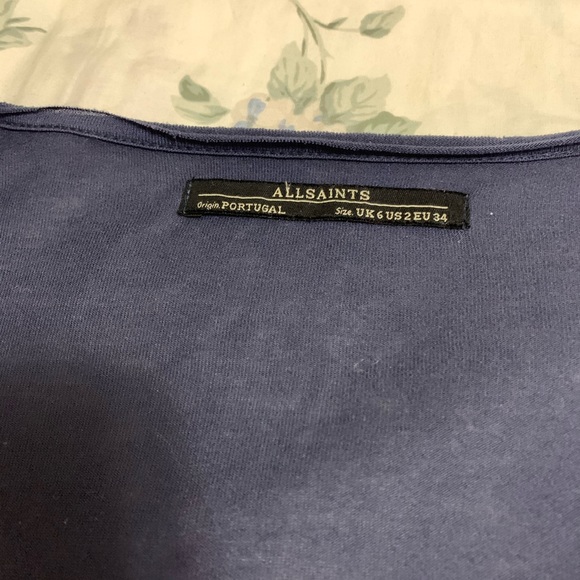 ALLSAINTS
Origin. PORTUGAL Size. UK 6 US 2 EU 34